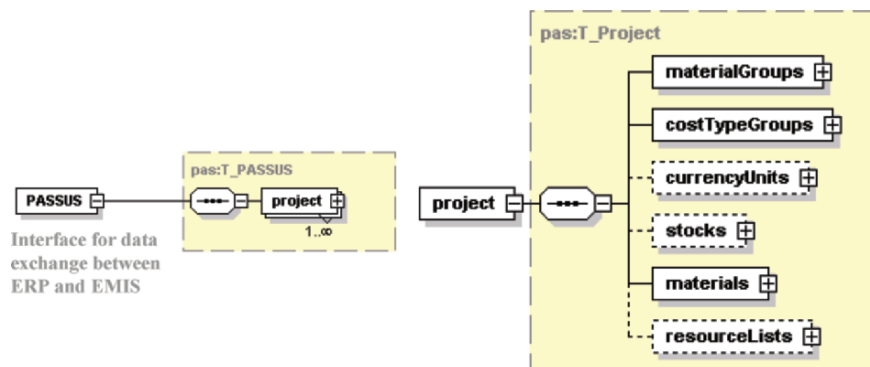 pas:T_PASSUS
PASSUS
project
1..∞
Interface for data
exchange between
ERP and EMIS
pas:T_Project
project
materialGroups
costTypeGroups
currencyUnits
stocks
materials
resourceLists